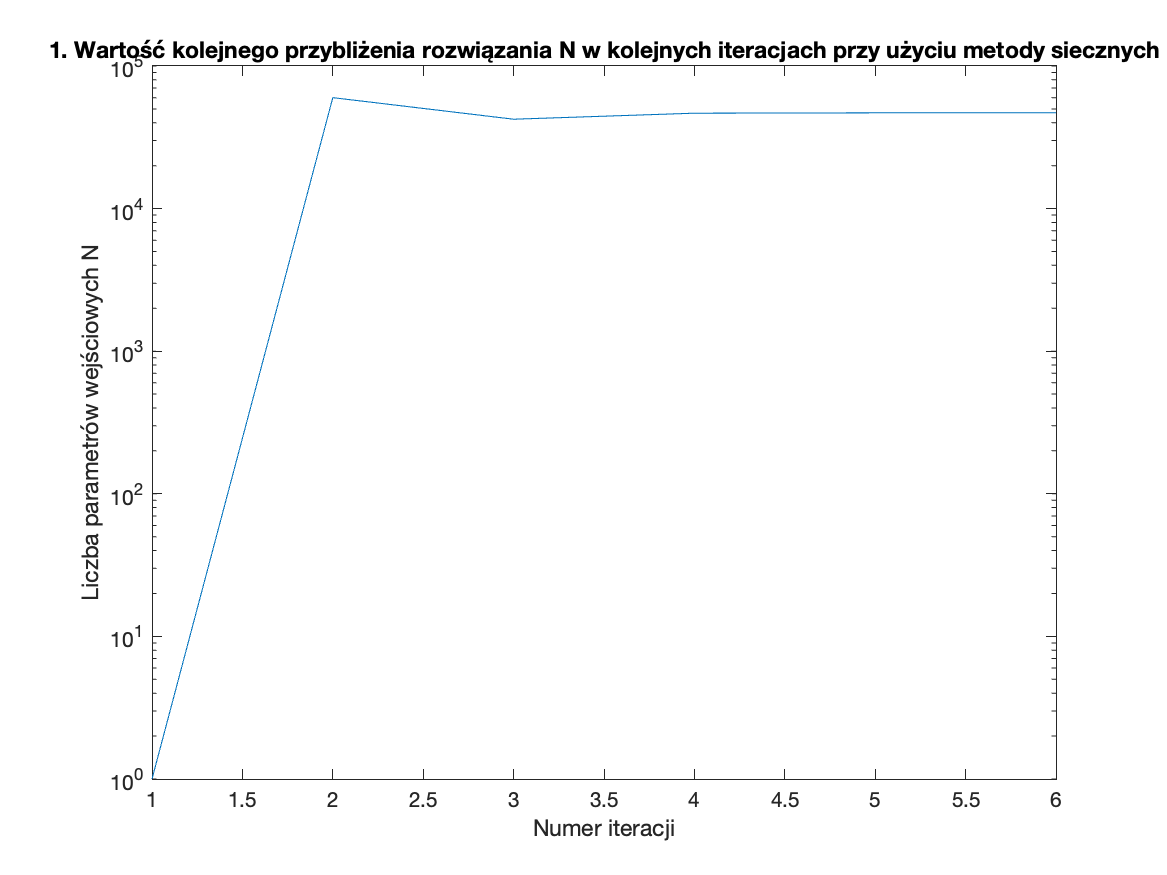 1. Wartość kolejnego przybliżenia rozwiązania N w kolejnych iteracjach przy użyciu metody siecznych
10^5
10^4
10^3
10^2
10^1
10^0
Liczba parametrów wejściowych N
1 1.5 2 2.5 3 3.5 4 4.5 5 5.5 6
Numer iteracji